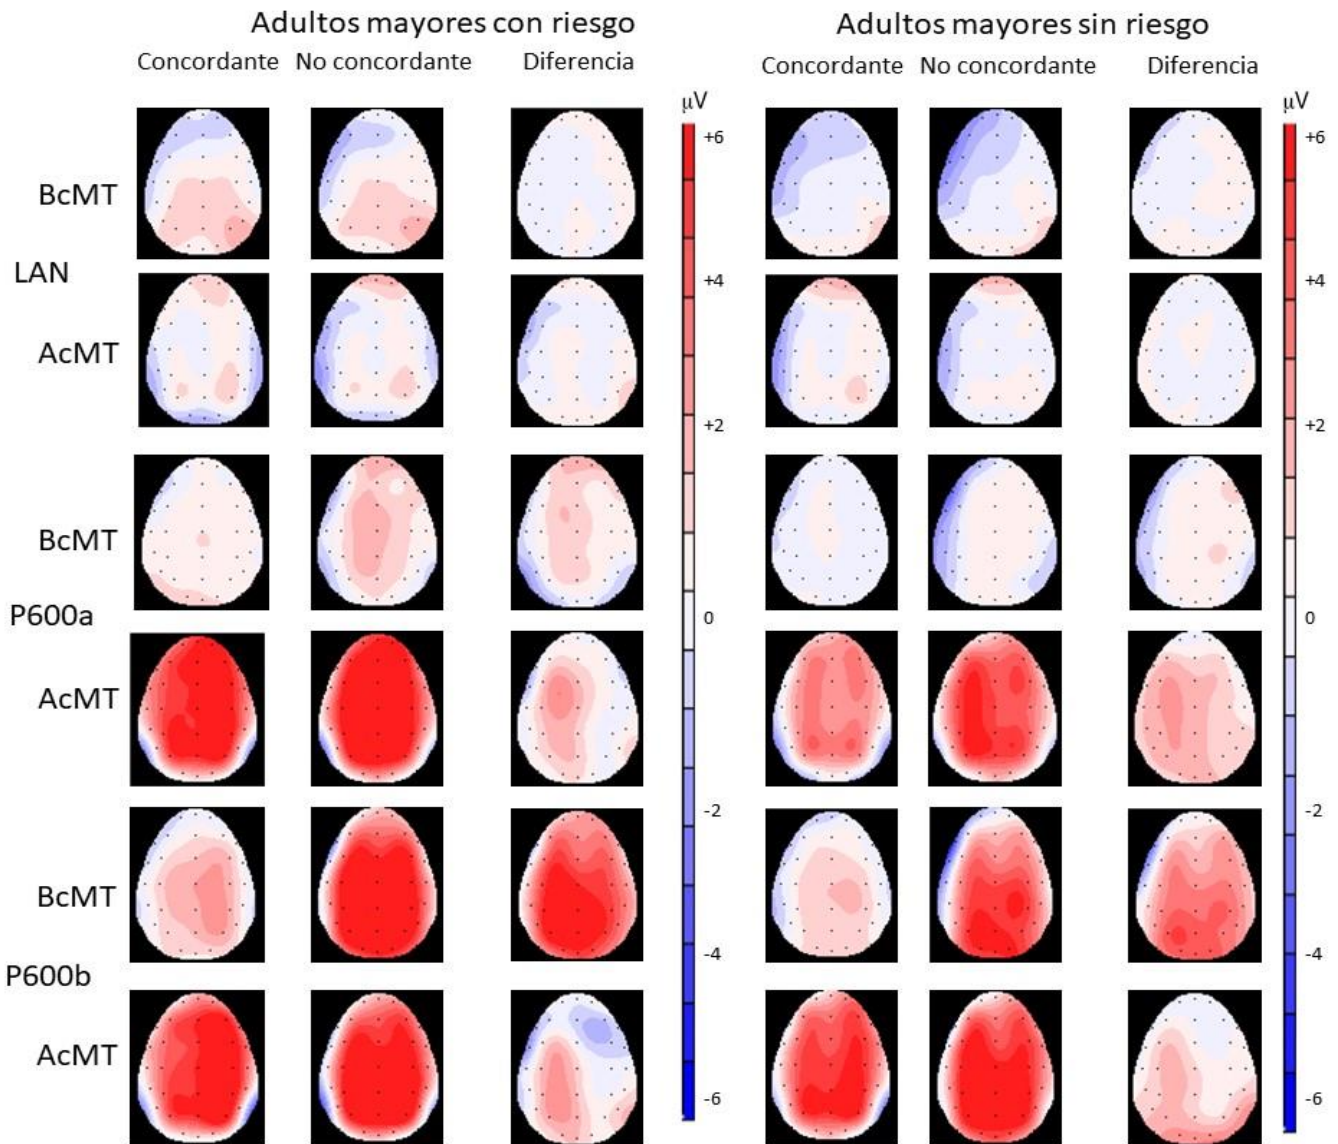 Adultos mayores con riesgo
Adultos mayores sin riesgo
Concordante No concordante Diferencia
Concordante No concordante Diferencia
µV
µV
+6
+6
BcMT
LAN
+4
+4
AcMT
+2
+2
BcMT
P600a
0
0
AcMT
-2
-2
BcMT
-4
-4
P600b
AcMT
-6
-6